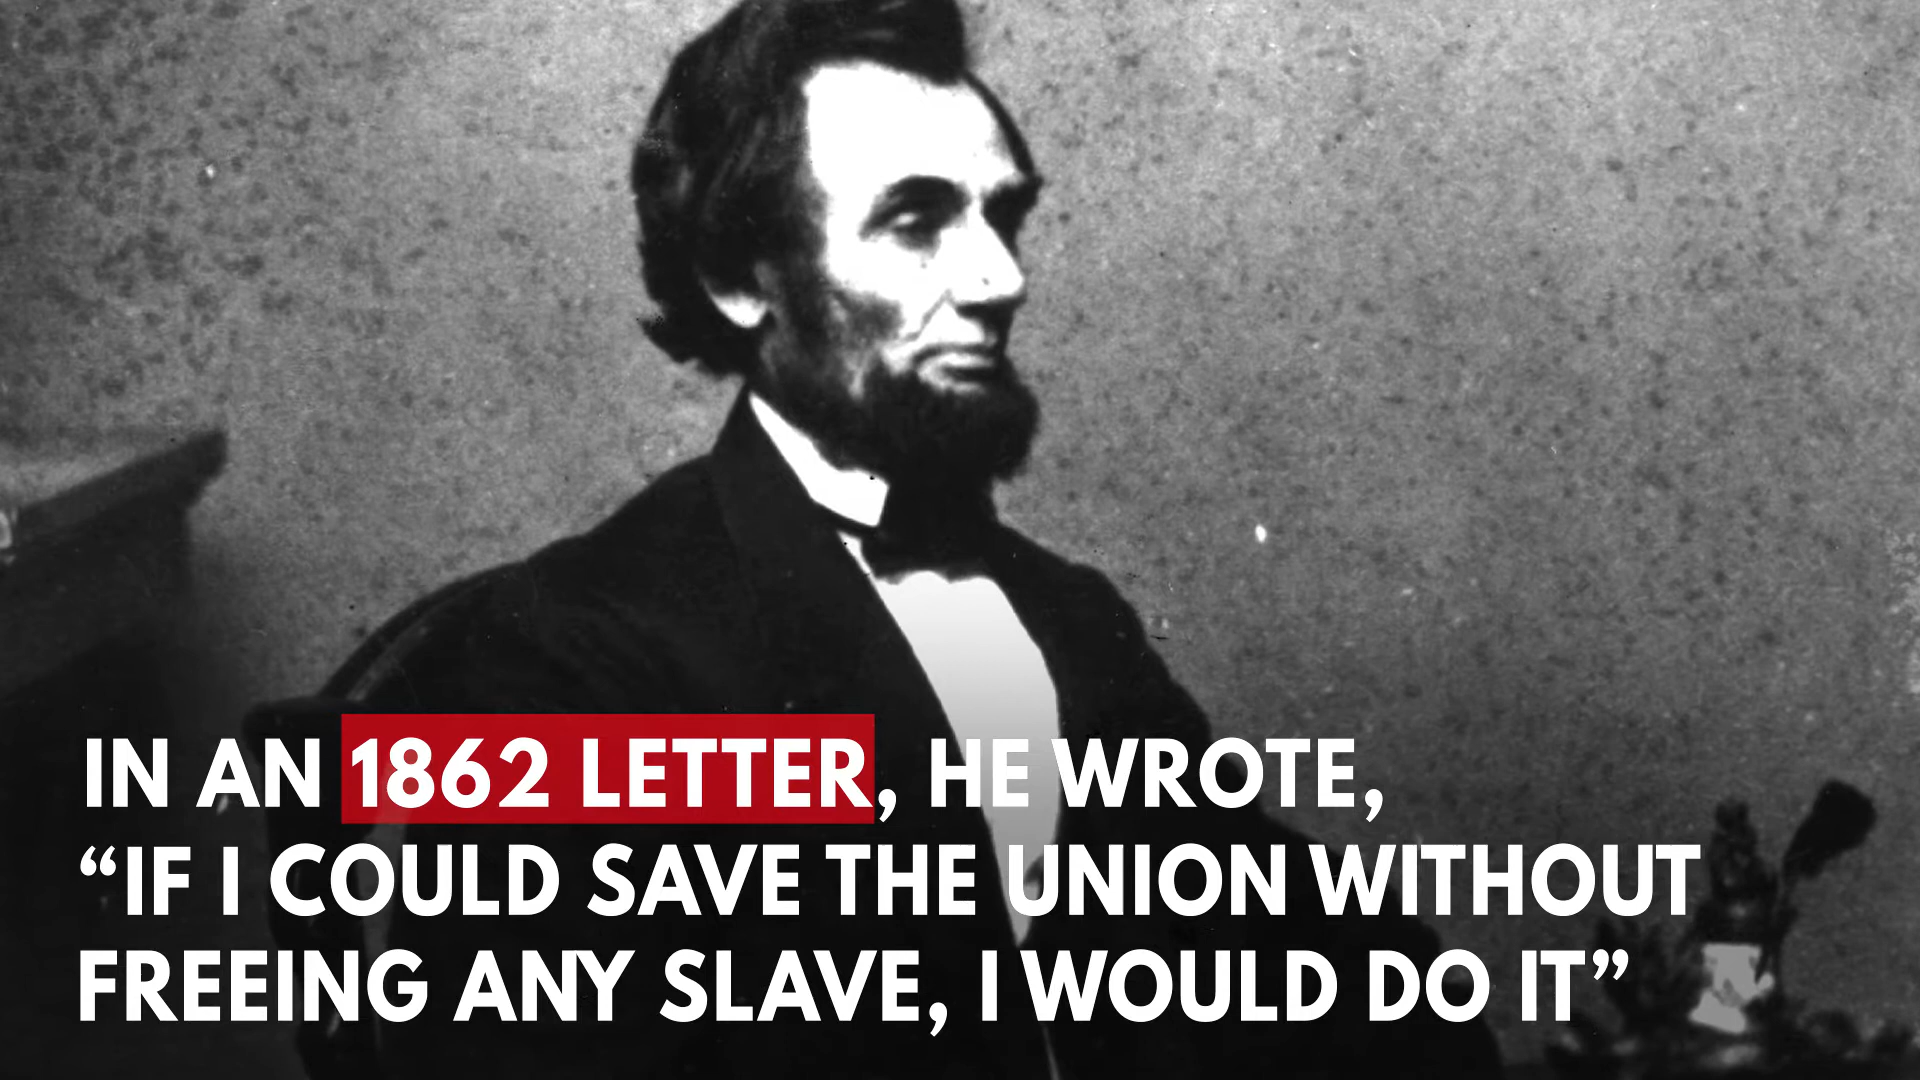 IN AN 1862 LETTER, HE WROTE,
“IF I COULD SAVE THE UNION WITHOUT
FREEING ANY SLAVE, I WOULD DO IT”